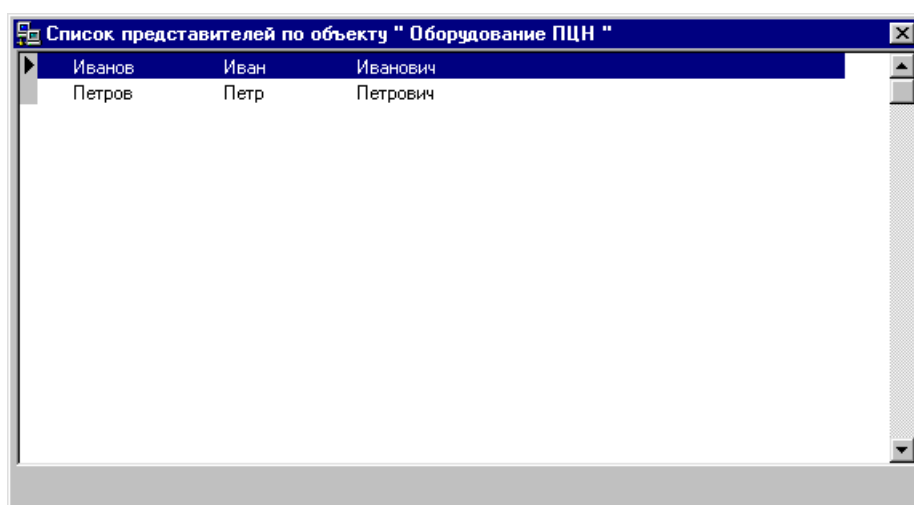 Список представителей по объекту " Оборудование ПЦН "
Иванов Иван Иванович
Петров Петр Петрович